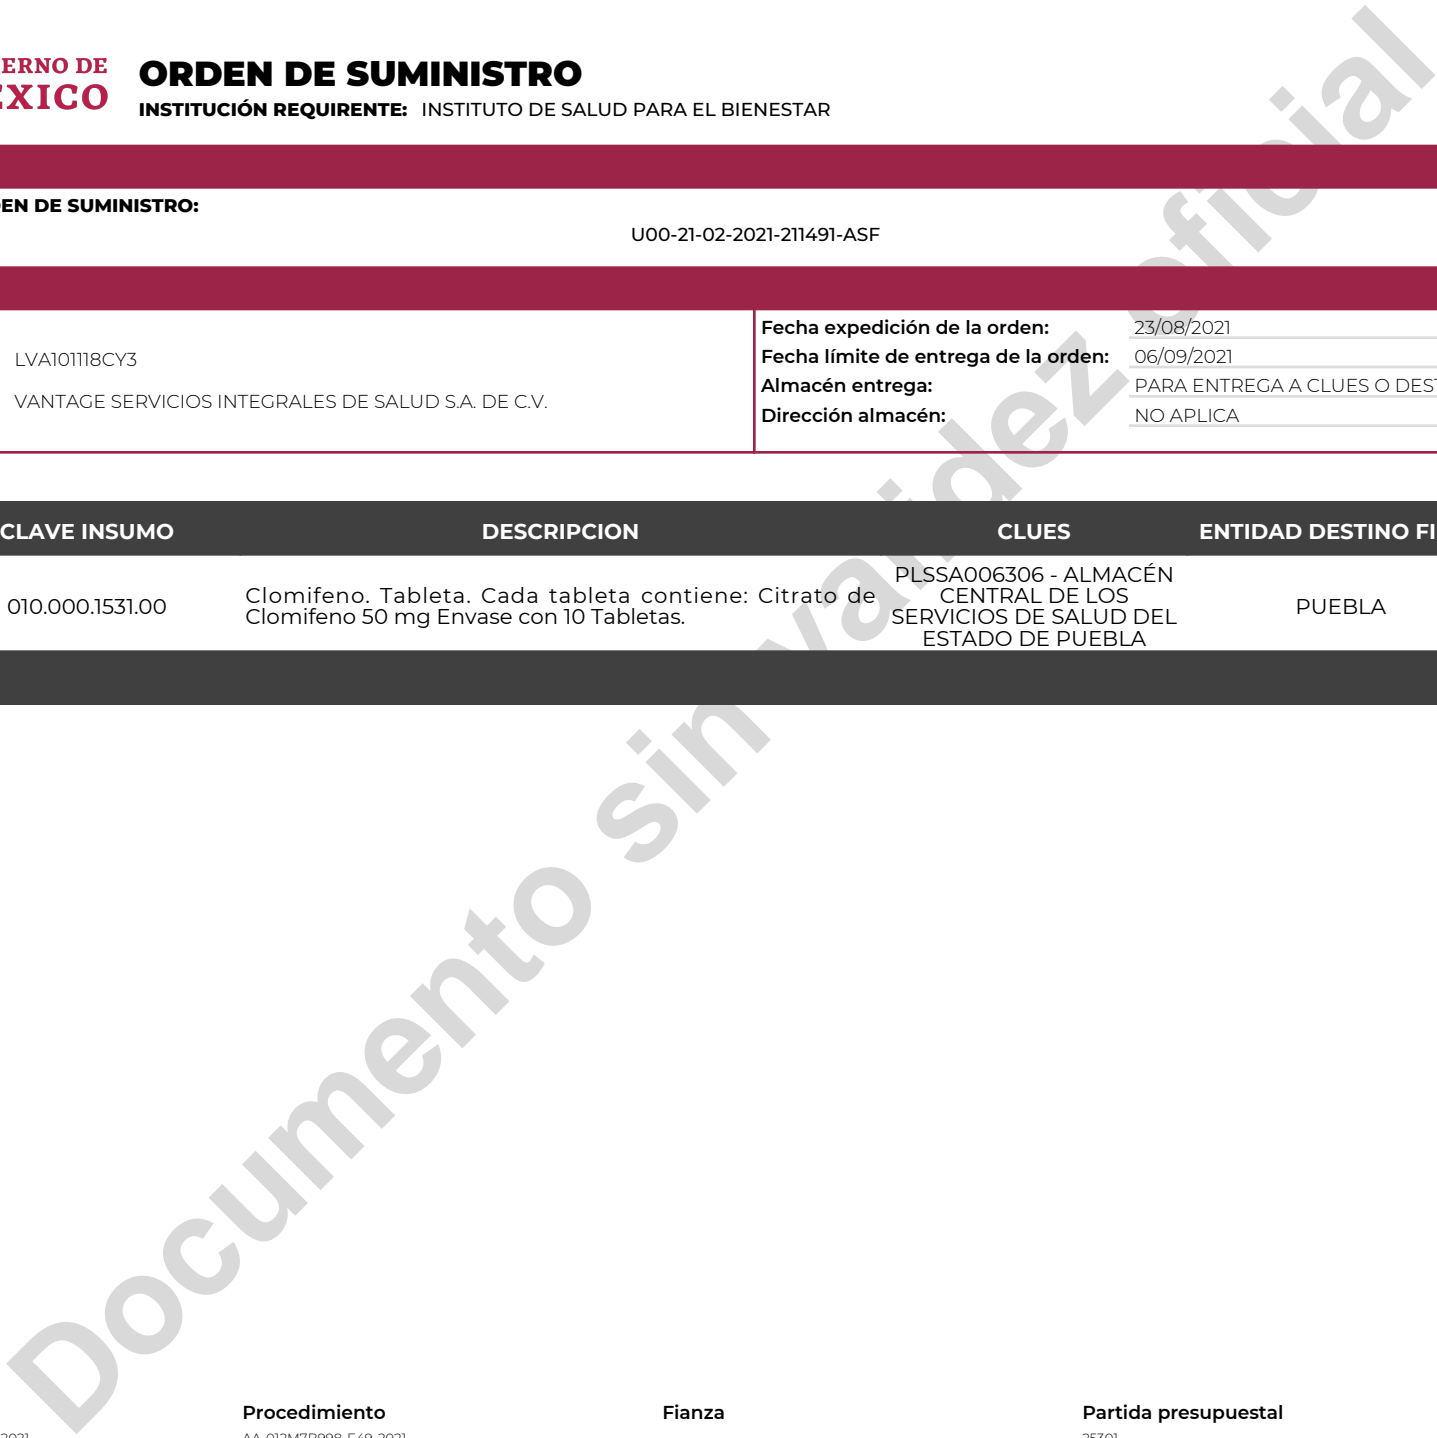 ERNO DE
EXICO
ORDEN DE SUMINISTRO
INSTITUCIÓN REQUIRENTE: INSTITUTO DE SALUD PARA EL BIENESTAR
EN DE SUMINISTRO:
U00-21-02-2021-211491-ASF
LVA101118CY3
VANTAGE SERVICIOS INTEGRALES DE SALUD S.A. DE C.V.
Fecha expedición de la orden: 23/08/2021
Fecha límite de entrega de la orden: 06/09/2021
Almacén entrega: PARA ENTREGA A CLUES O DEST
Dirección almacén: NO APLICA
CLAVE INSUMO DESCRIPCION CLUES ENTIDAD DESTINO FI
010.000.1531.00
Clomifeno. Tableta. Cada tableta contiene: Citrato de
Clomifeno 50 mg Envase con 10 Tabletas.
PLSSA006306 - ALMACÉN
CENTRAL DE LOS
SERVICIOS DE SALUD DEL
ESTADO DE PUEBLA
PUEBLA
Documento sin validez oficial
Procedimiento Fianza Partida presupuestal